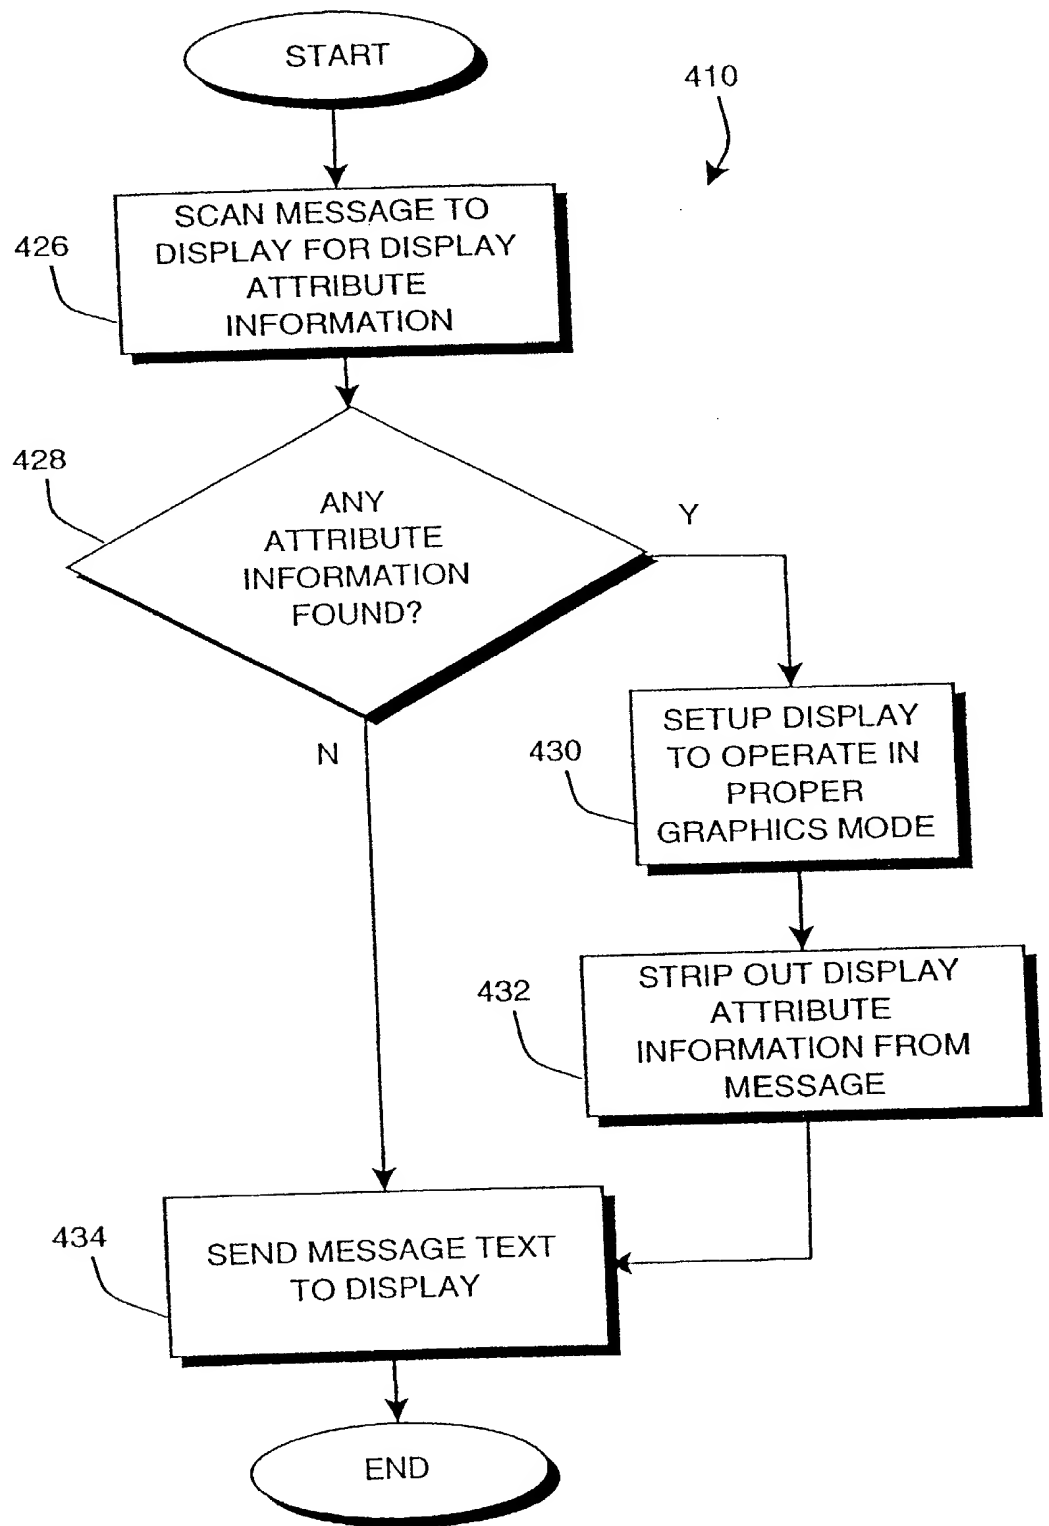 START
410
SCAN MESSAGE TO
DISPLAY FOR DISPLAY
ATTRIBUTE
INFORMATION
426
428
ANY
ATTRIBUTE
INFORMATION
FOUND?
Y
N
SETUP DISPLAY
TO OPERATE IN
PROPER
GRAPHICS MODE
430
STRIP OUT DISPLAY
ATTRIBUTE
INFORMATION FROM
MESSAGE
432
434
SEND MESSAGE TEXT
TO DISPLAY
END